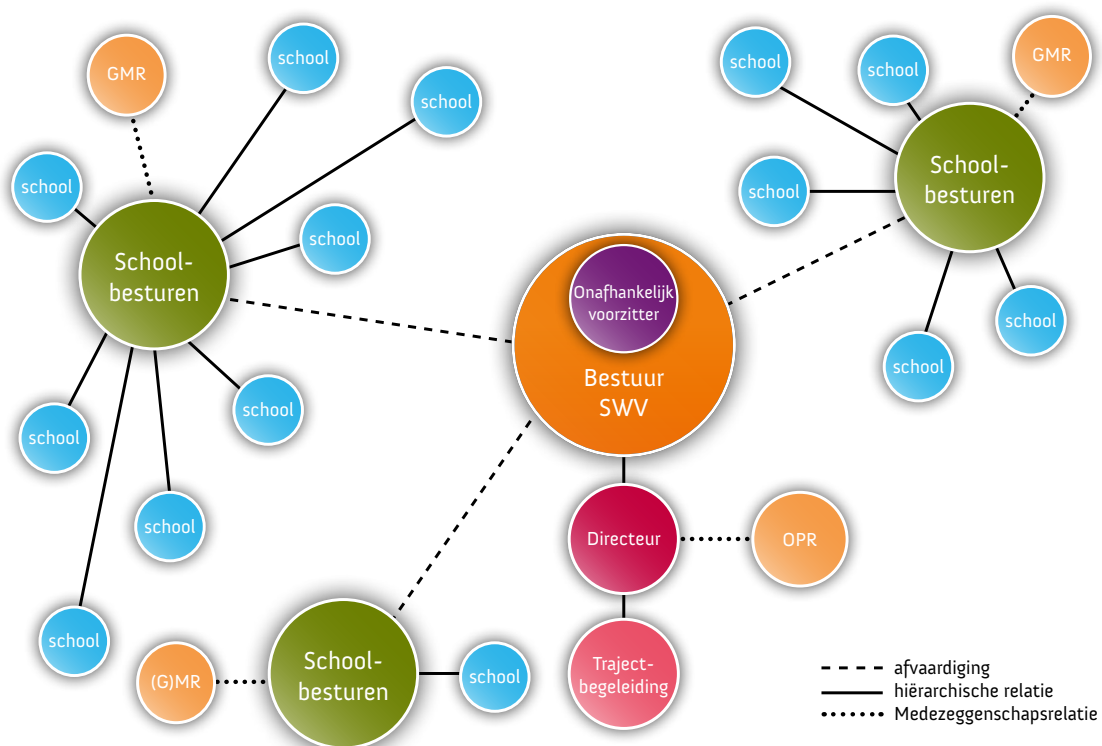 GMR
school
school
school
school
School-
besturen
school
school
school
school
school
school
school
GMR
School-
besturen
school
school
school
Onafhankelijk
voorzitter
Bestuur
SWV
Directeur
OPR
Traject-
begeleiding
(G)MR
School-
besturen
school
afvaardiging
hiërarchische relatie
Medezeggenschapsrelatie